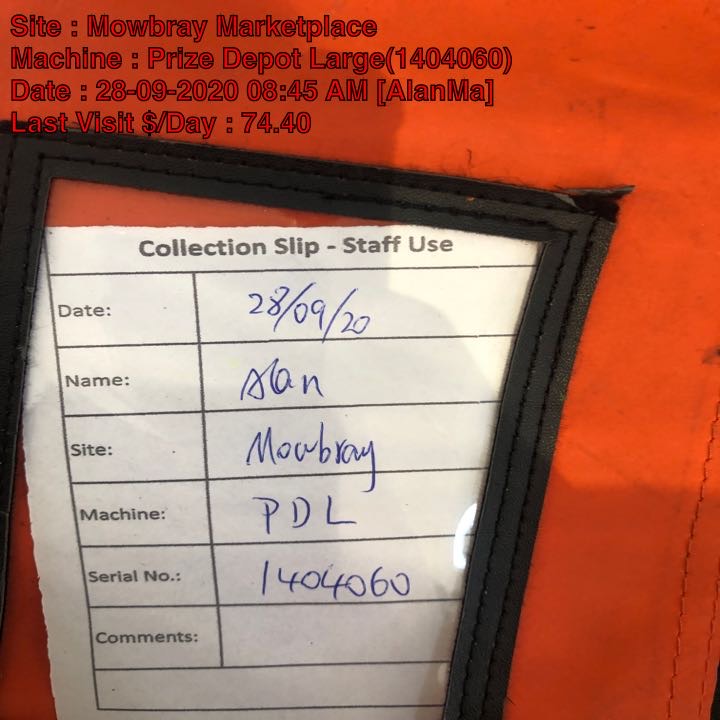 Site : Mowbray Marketplace
Machine : Prize Depot Large(1404060)
Date : 28-09-2020 08:45 AM [AlanMa]
Last Visit $/Day : 74.40
Collection Slip - Staff Use
Date: 28/09/20
Name: Alan
Site: Mowbray
Machine: PDL
Serial No.: 1404060
Comments: